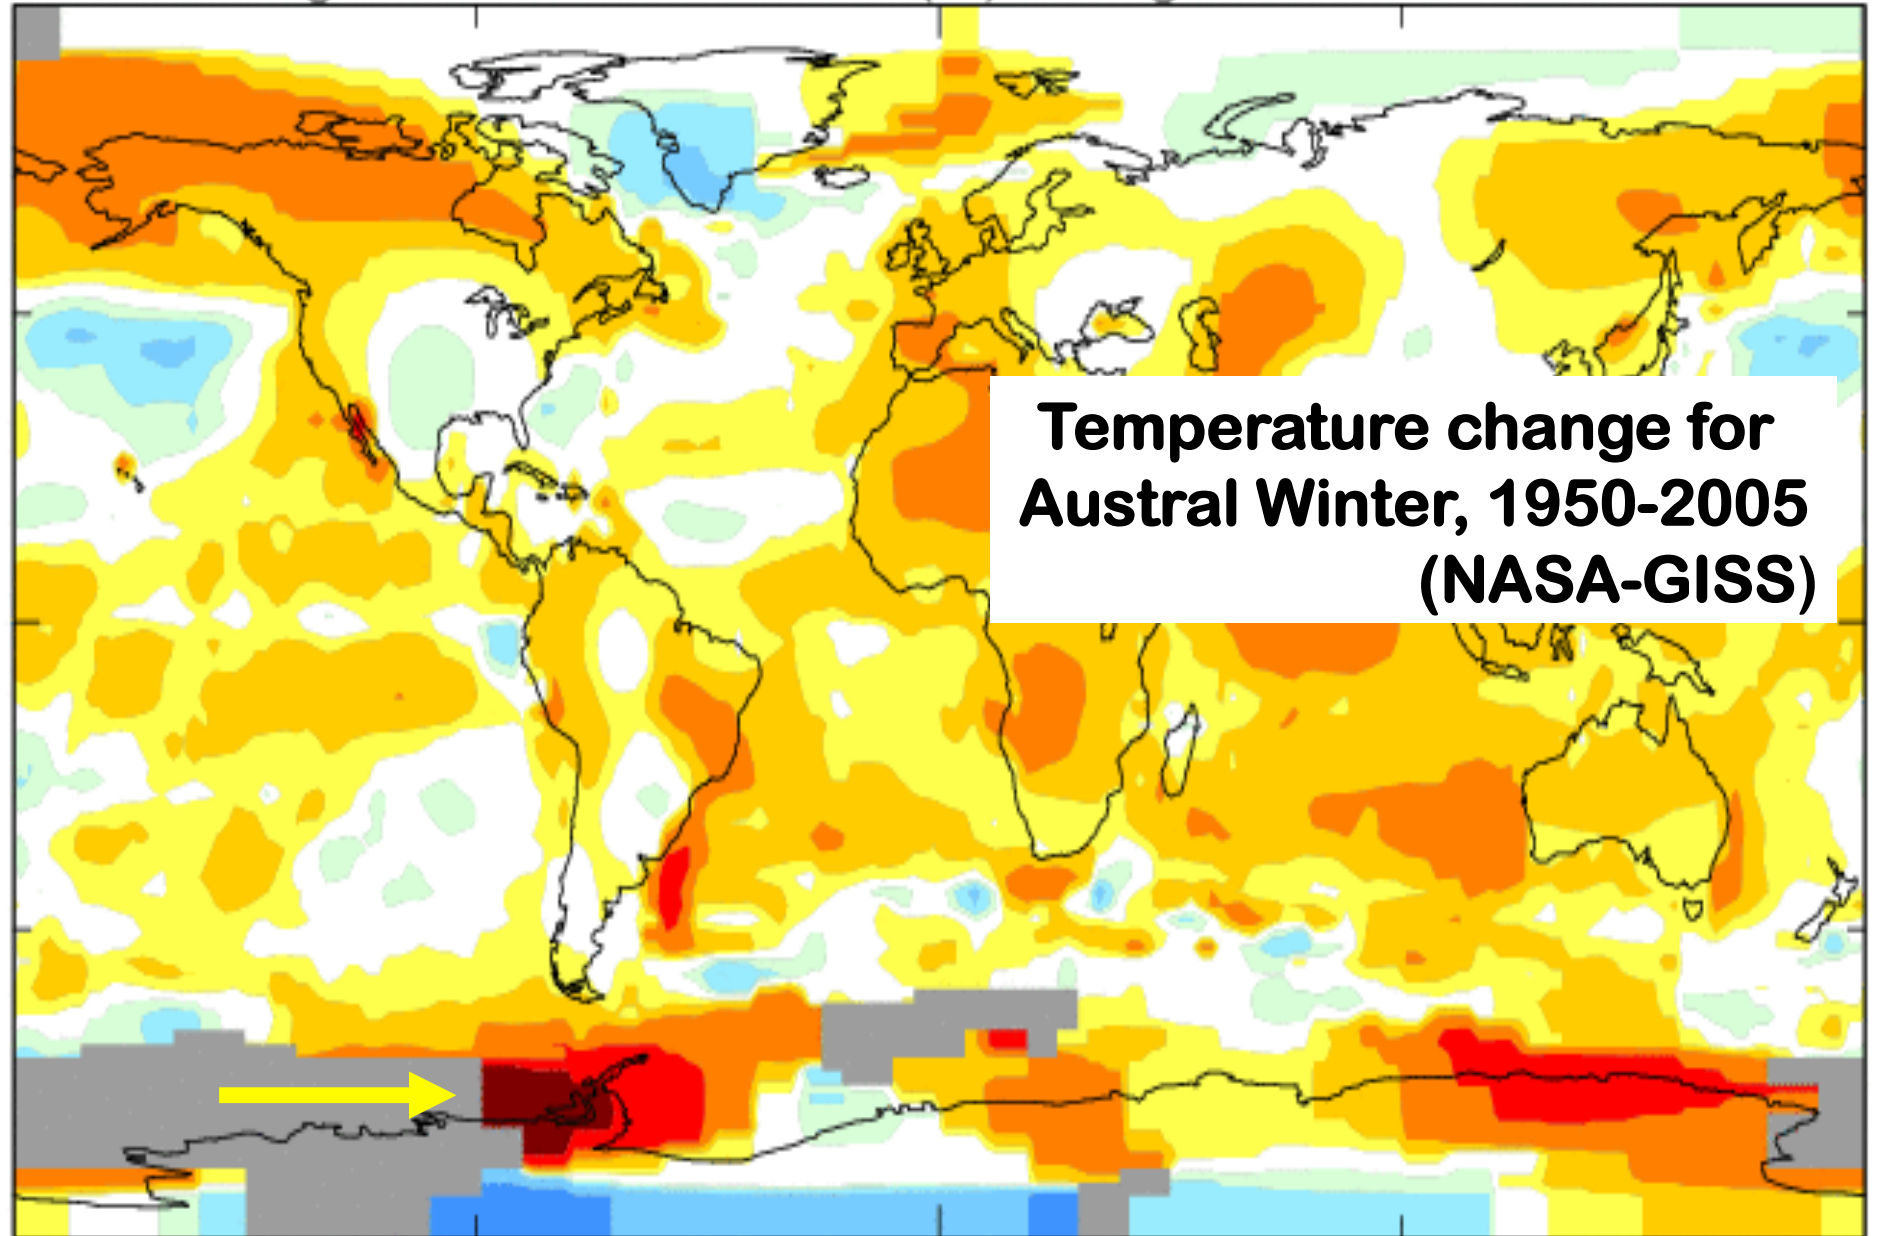 Temperature change for
Austral Winter, 1950-2005
(NASA-GISS)